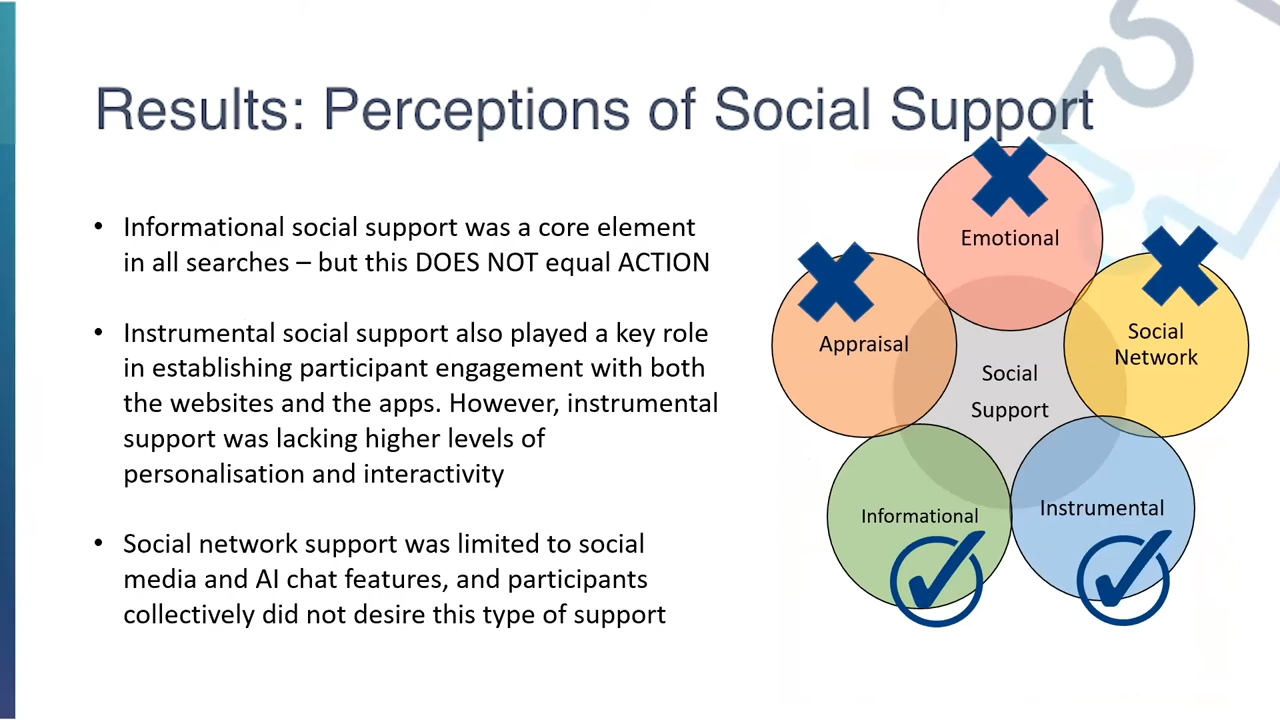 Results: Perceptions of Social Support
• Informational social support was a core element
in all searches – but this DOES NOT equal ACTION
• Instrumental social support also played a key role
in establishing participant engagement with both
the websites and the apps. However, instrumental
support was lacking higher levels of
personalisation and interactivity
• Social network support was limited to social
media and AI chat features, and participants
collectively did not desire this type of support
Emotional
Appraisal
Social
Network
Social
Support
Informational
Instrumental